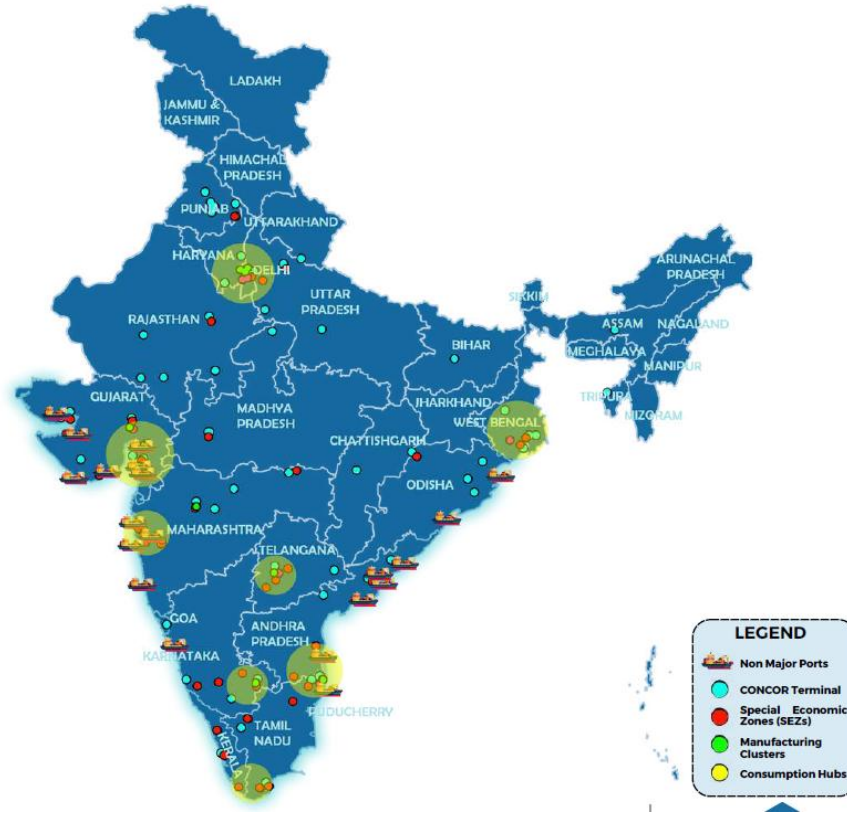 LADAKH
JAMMU &
KASHMIR
HIMACHAL
PRADESH
PUNJAB
UTTARAKHAND
HARYANA
DELHI
ARUNACHAL
PRADESH
UTTAR
PRADESH
SIKKIM
RAJASTHAN
ASSAM
NAGALAND
BIHAR
MEGHALAYA
MANIPUR
GUJARAT
JHARKHAND
TRIPURA
MIZORAM
MADHYA
PRADESH
WEST BENGAL
CHATTISHGARH
ODISHA
MAHARASHTRA
TELANGANA
GOA
ANDHRA
PRADESH
KARNATAKA
PUDUCHERRY
TAMIL
NADU
KERALA
LEGEND
Non Major Ports
CONCOR Terminal
Special Economic
Zones (SEZs)
Manufacturing
Clusters
Consumption Hubs